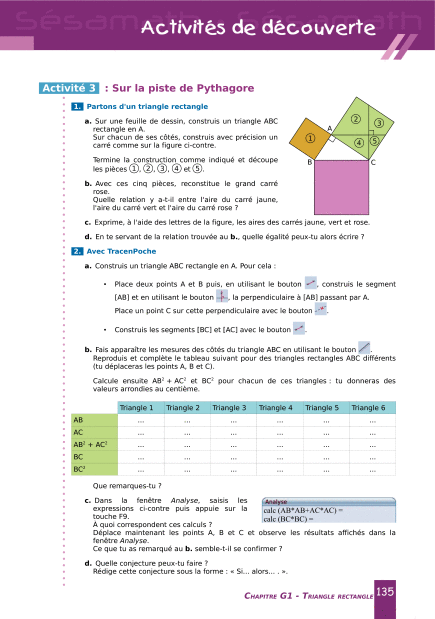 Sésamath Sésamath
Activités de découverte
Activité 3 : Sur la piste de Pythagore
1. Partons d'un triangle rectangle
a. Sur une feuille de dessin, construis un triangle ABC
rectangle en A.
Sur chacun de ses côtés, construis avec précision un
carré comme sur la figure ci-contre.
Termine la construction comme indiqué et découpe
les pièces ①, ②, ③, ④ et ⑤.
① ② ③ ④ ⑤
A
B
C
b. Avec ces cinq pièces, reconstitue le grand carré
rose.
Quelle relation y a-t-il entre l'aire du carré jaune,
l'aire du carré vert et l'aire du carré rose ?
c. Exprime, à l'aide des lettres de la figure, les aires des carrés jaune, vert et rose.
d. En te servant de la relation trouvée au b., quelle égalité peux-tu alors écrire ?
2. Avec TracenPoche
a. Construis un triangle ABC rectangle en A. Pour cela :
• Place deux points A et B puis, en utilisant le bouton , construis le segment
[AB] et en utilisant le bouton , la perpendiculaire à [AB] passant par A.
Place un point C sur cette perpendiculaire avec le bouton .
• Construis les segments [BC] et [AC] avec le bouton .
b. Fais apparaître les mesures des côtés du triangle ABC en utilisant le bouton .
Reproduis et complète le tableau suivant pour des triangles rectangles ABC différents
(tu déplaceras les points A, B et C).
Calcule ensuite AB² + AC² et BC² pour chacun de ces triangles : tu donneras des
valeurs arrondies au centième.
Triangle 1 Triangle 2 Triangle 3 Triangle 4 Triangle 5 Triangle 6
AB ... ... ... ... ... ...
AC ... ... ... ... ... ...
AB² + AC² ... ... ... ... ... ...
BC ... ... ... ... ... ...
BC² ... ... ... ... ... ...
Que remarques-tu ?
c. Dans la fenêtre Analyse, saisis les
expressions ci-contre puis appuie sur la
touche F9.
À quoi correspondent ces calculs ?
Analyse
calc (AB*AB+AC*AC) =
calc (BC*BC) =
Déplace maintenant les points A, B et C et observe les résultats affichés dans la
fenêtre Analyse.
Ce que tu as remarqué au b. semble-t-il se confirmer ?
d. Quelle conjecture peux-tu faire ?
Rédige cette conjecture sous la forme : « Si... alors... . ».
Chapitre G1 - Triangle rectangle 135